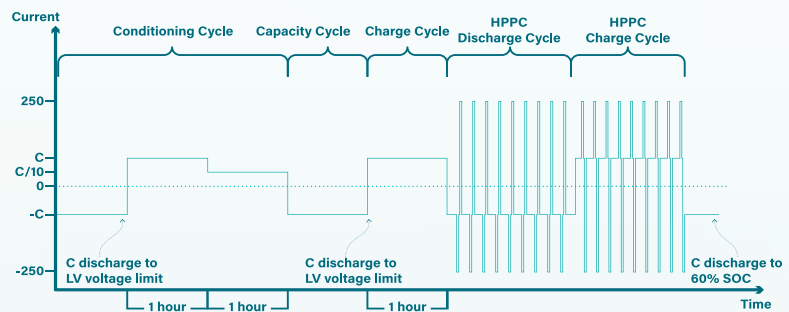 Current
Conditioning Cycle
Capacity Cycle
Charge Cycle
HPPC
Discharge Cycle
HPPC
Charge Cycle
250
C
C/10
0
-C
-250
C discharge to
LV voltage limit
C discharge to
LV voltage limit
C discharge to
60% SOC
1 hour
1 hour
1 hour
Time